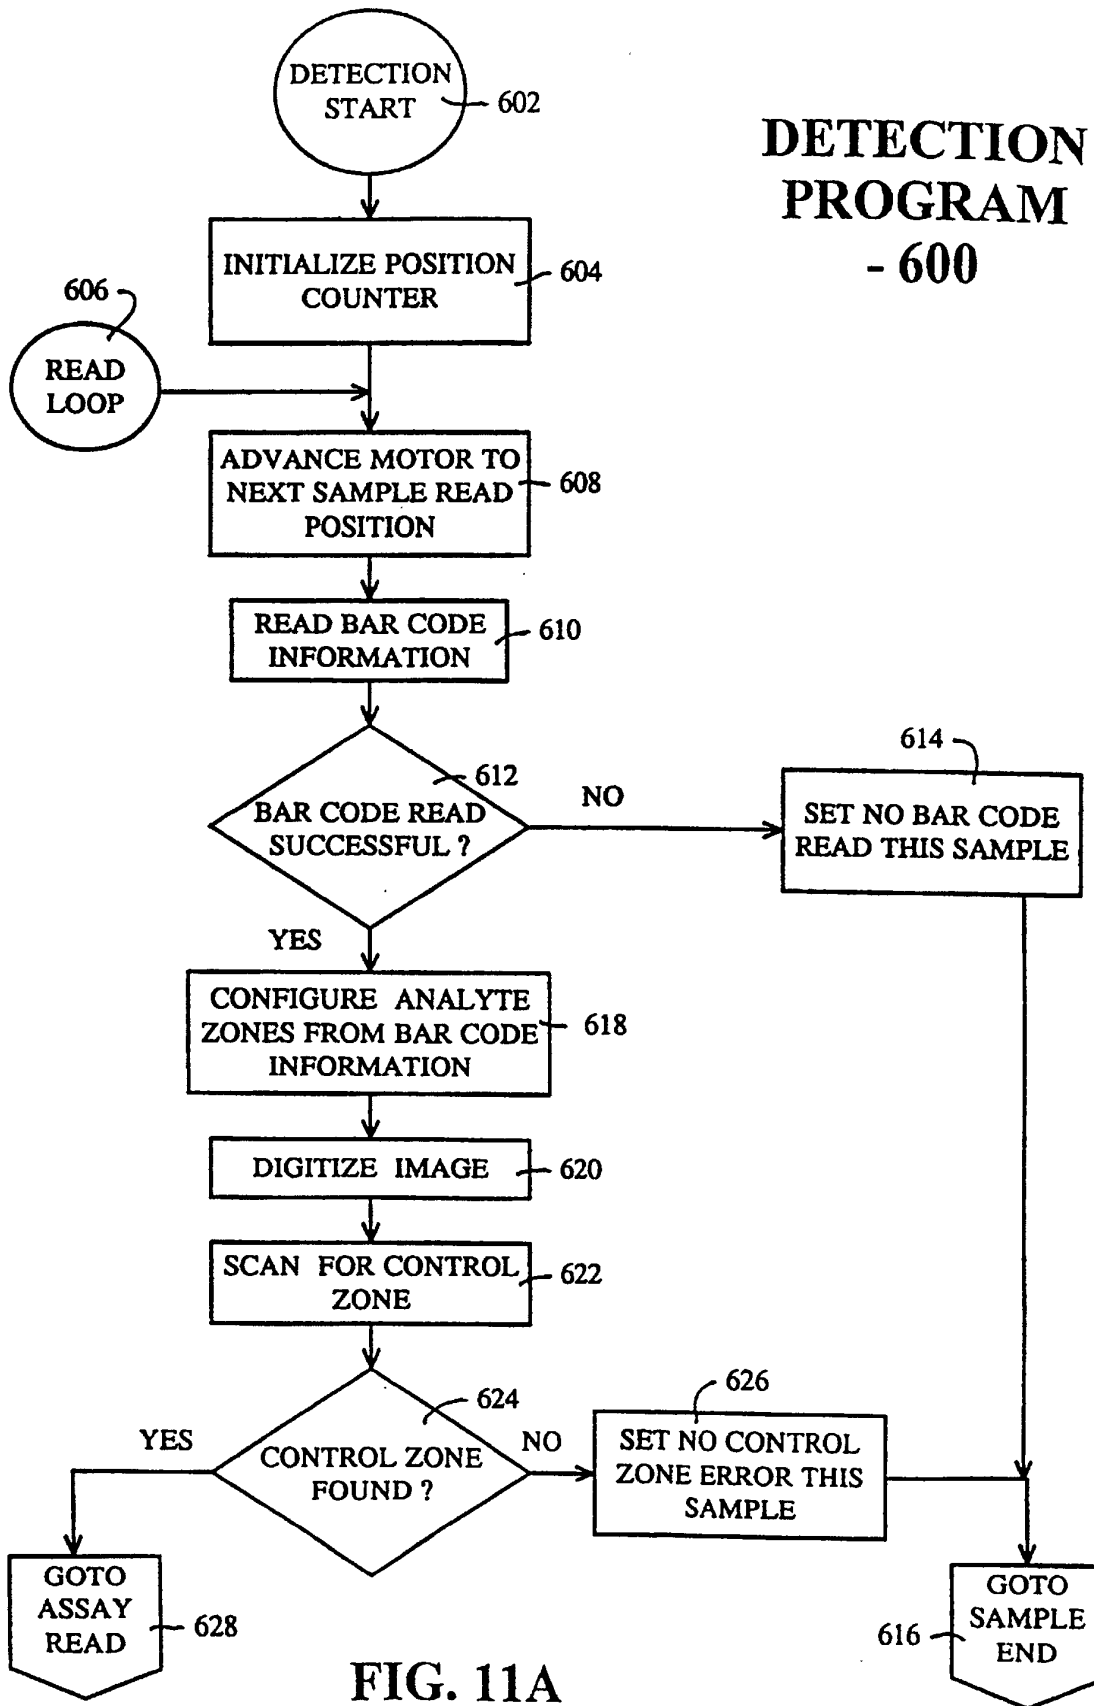 DETECTION
START
602
DETECTION
PROGRAM
- 600
INITIALIZE POSITION
COUNTER
604
606
READ
LOOP
ADVANCE MOTOR TO
NEXT SAMPLE READ
POSITION
608
READ BAR CODE
INFORMATION
610
612
BAR CODE READ
SUCCESSFUL ?
NO
614
SET NO BAR CODE
READ THIS SAMPLE
YES
CONFIGURE ANALYTE
ZONES FROM BAR CODE
INFORMATION
618
DIGITIZE IMAGE
620
SCAN FOR CONTROL
ZONE
622
624
CONTROL ZONE
FOUND ?
YES
NO
626
SET NO CONTROL
ZONE ERROR THIS
SAMPLE
GOTO
ASSAY
READ
628
GOTO
SAMPLE
END
616
FIG. 11A